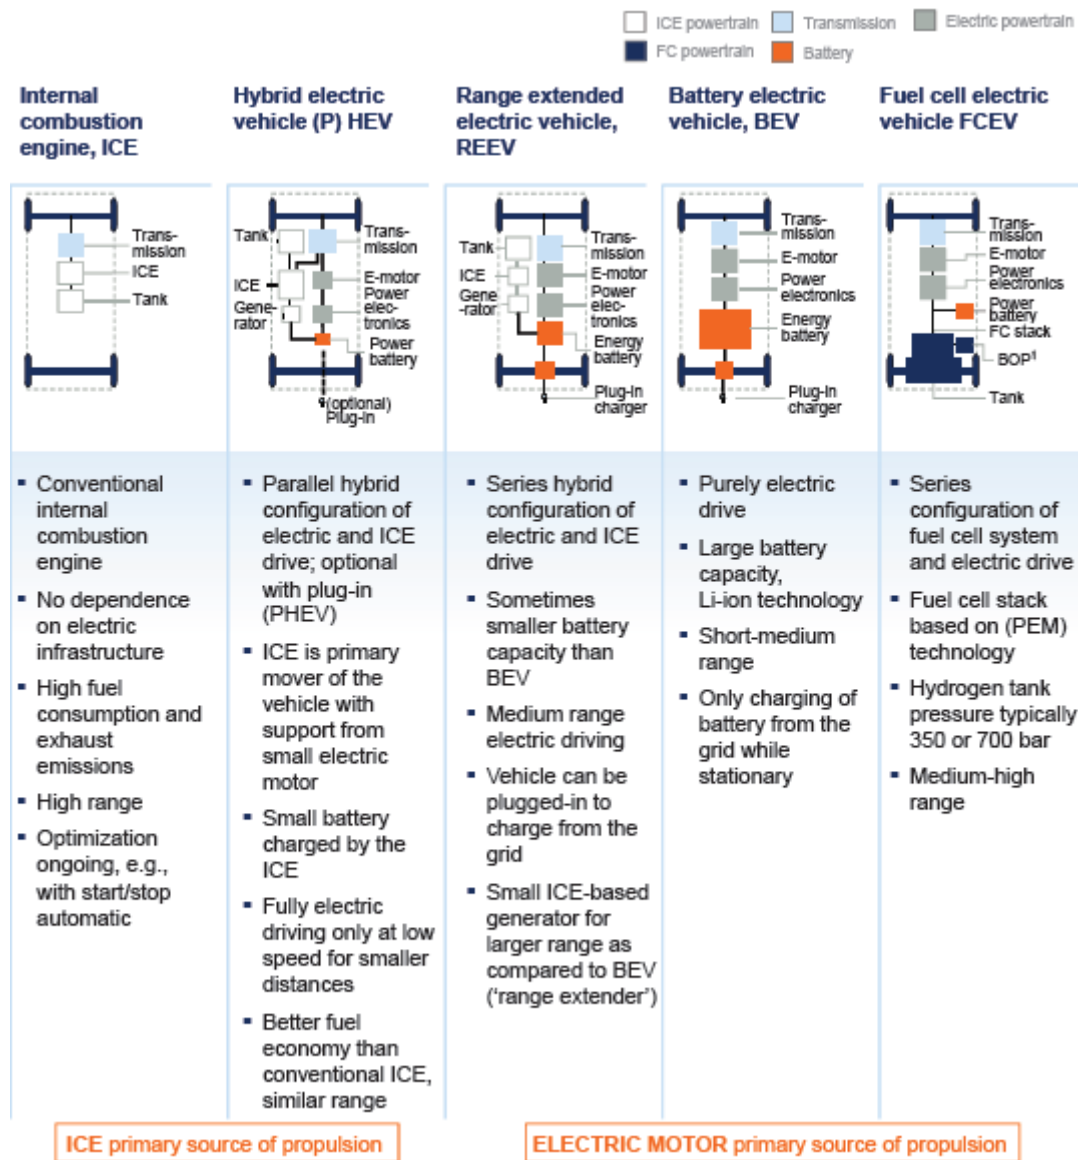 ICE powertrain
Transmission
Electric powertrain
FC powertrain
Battery
Internal
combustion
engine, ICE
Hybrid electric
vehicle (P) HEV
Range extended
electric vehicle,
REEV
Battery electric
vehicle, BEV
Fuel cell electric
vehicle FCEV
Trans-
mission
ICE
Tank
Tank
ICE
Gene-
rator
Trans-
mission
E-motor
Power
elec-
tronics
Power
battery
(optional)
Plug-in
Tank
ICE
Gene-
rator
Trans-
mission
E-motor
Power
elec-
tronics
Energy
battery
Plug-in
charger
Trans-
mission
E-motor
Power
electronics
Energy
battery
Plug-in
charger
Trans-
mission
E-motor
Power
electronics
Power
battery
FC stack
BOP¹
Tank
▪ Conventional
internal
combustion
engine
▪ No dependence
on electric
infrastructure
▪ High fuel
consumption and
exhaust
emissions
▪ High range
▪ Optimization
ongoing, e.g.,
with start/stop
automatic
▪ Parallel hybrid
configuration of
electric and ICE
drive; optional
with plug-in
(PHEV)
▪ ICE is primary
mover of the
vehicle with
support from
small electric
motor
▪ Small battery
charged by the
ICE
▪ Fully electric
driving only at low
speed for smaller
distances
▪ Better fuel
economy than
conventional ICE,
similar range
▪ Series hybrid
configuration of
electric and ICE
drive
▪ Sometimes
smaller battery
capacity than
BEV
▪ Medium range
electric driving
▪ Vehicle can be
plugged-in to
charge from the
grid
▪ Small ICE-based
generator for
larger range as
compared to BEV
(‘range extender’)
▪ Purely electric
drive
▪ Large battery
capacity,
Li-ion technology
▪ Short-medium
range
▪ Only charging of
battery from the
grid while
stationary
▪ Series
configuration of
fuel cell system
and electric drive
▪ Fuel cell stack
based on (PEM)
technology
▪ Hydrogen tank
pressure typically
350 or 700 bar
▪ Medium-high
range
ICE primary source of propulsion
ELECTRIC MOTOR primary source of propulsion